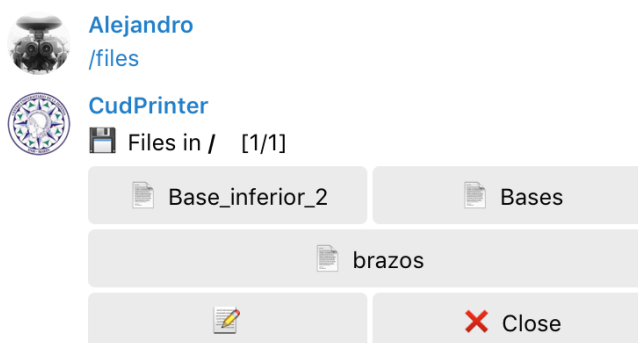 Alejandro
/files
CudPrinter
Files in / [1/1]
Base_inferior_2
Bases
brazos
Close